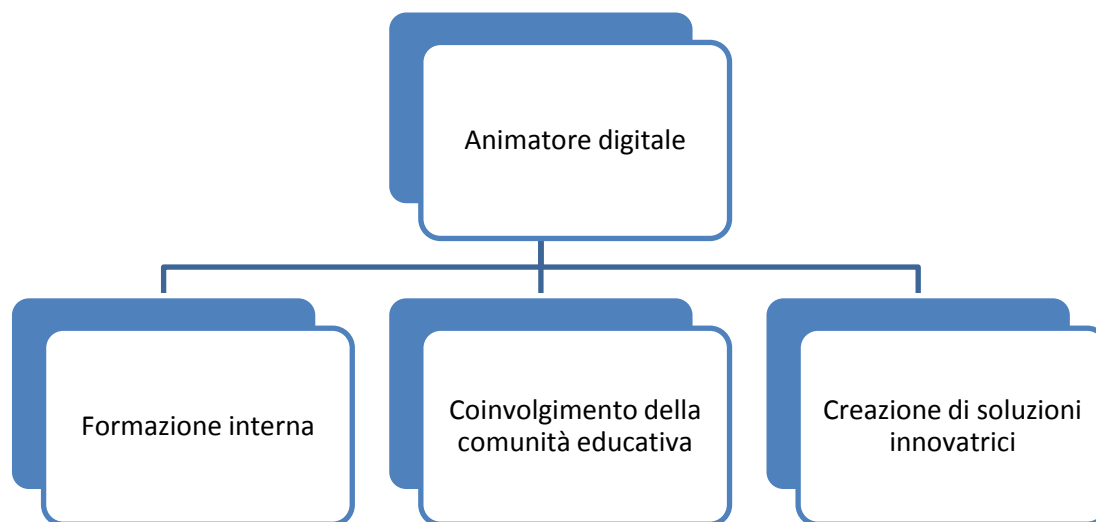 Animatore digitale
Formazione interna
Coinvolgimento della
comunità educativa
Creazione di soluzioni
innovatrici